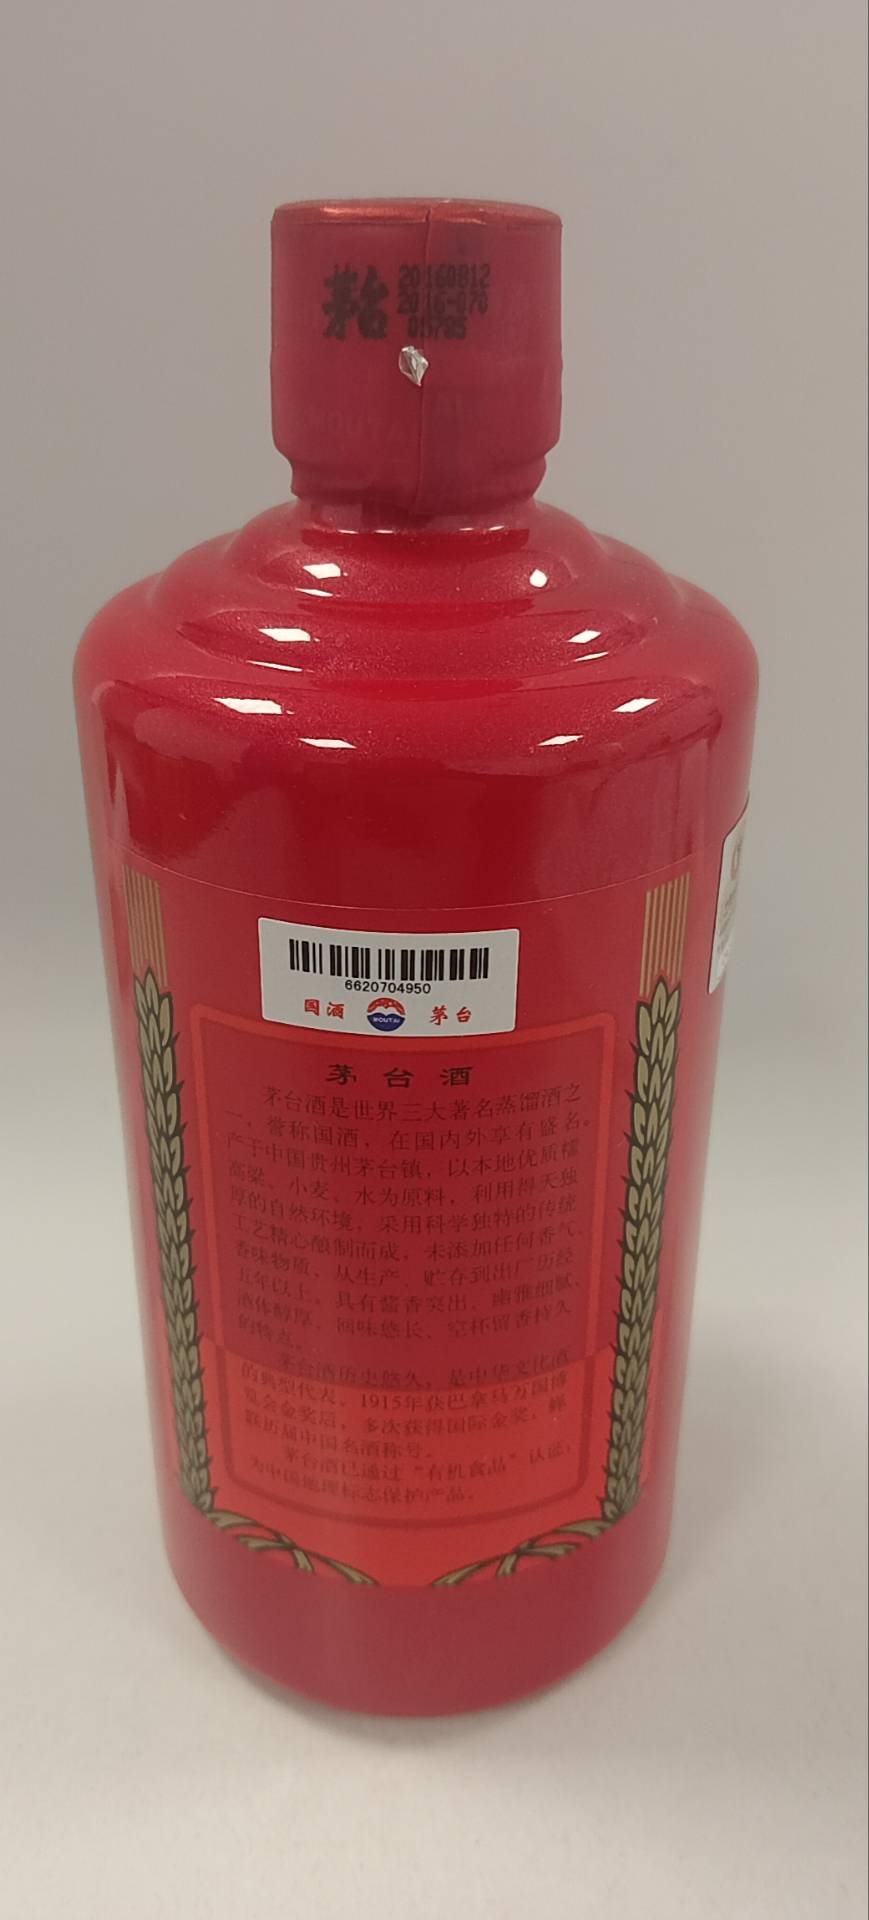 茅台
20160812
2016-070
05785
6620704950
国酒
MOUTAI
茅台
茅台酒
茅台酒是世界三大著名蒸馏酒之
一，誉称国酒，在国内外享有盛名。
产于中国贵州茅台镇，以本地优质糯
高粱、小麦、水为原料，利用得天独
厚的自然环境，采用科学独特的传统
工艺精心酿制而成，未添加任何香气、
香味物质，从生产、贮存到出厂历经
五年以上。具有酱香突出、幽雅细腻、
酒体醇厚、回味悠长、空杯留香持久
的特点。
茅台酒历史悠久，是中华文化酒
的典型代表。1915年获巴拿马万国博
览会金奖后，多次获得国际金奖，蝉
联历届中国名酒称号。
茅台酒已通过“有机食品”认证；
为中国地理标志保护产品。